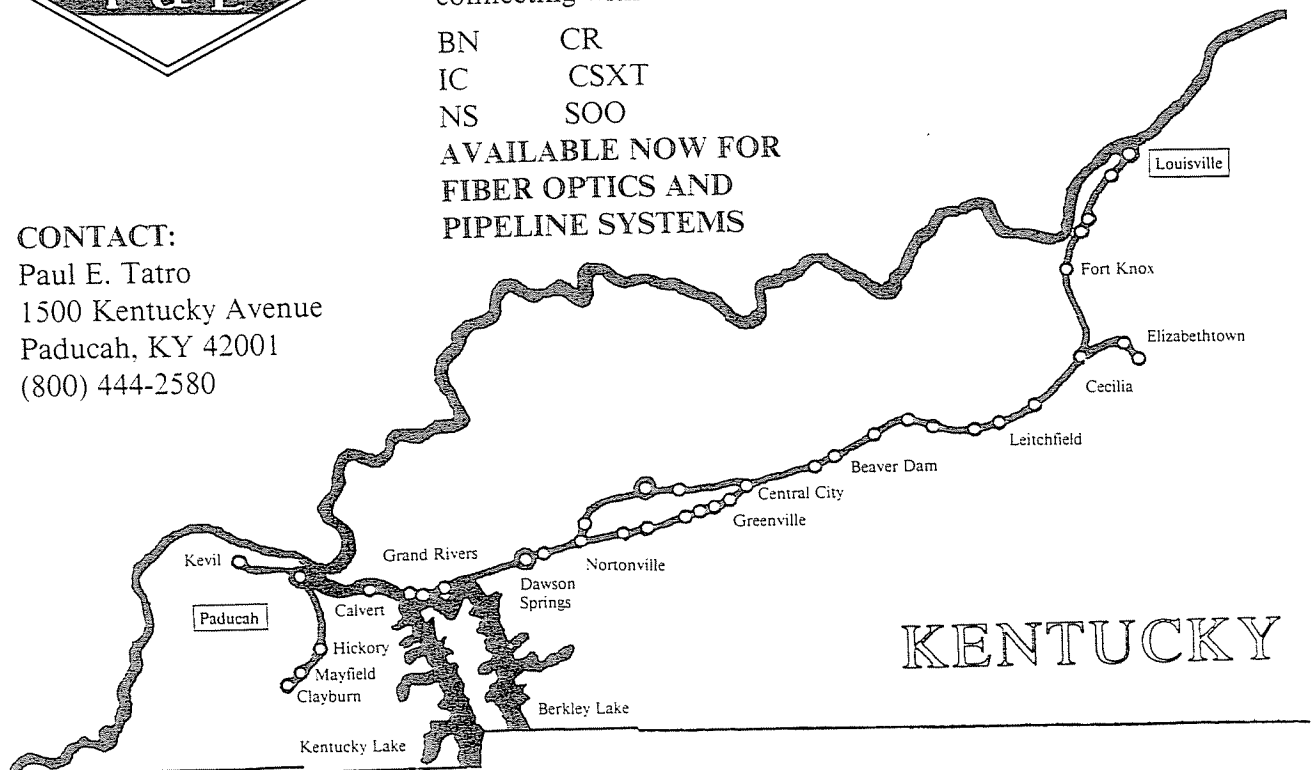 P & L
BN CR
IC CSXT
NS SOO
AVAILABLE NOW FOR
FIBER OPTICS AND
PIPELINE SYSTEMS
CONTACT:
Paul E. Tatro
1500 Kentucky Avenue
Paducah, KY 42001
(800) 444-2580
Louisville
Fort Knox
Elizabethtown
Cecilia
Leitchfield
Beaver Dam
Central City
Greenville
Nortonville
Dawson
Springs
Grand Rivers
Kevil
Calvert
Paducah
Hickory
Mayfield
Clayburn
Berkley Lake
Kentucky Lake
KENTUCKY